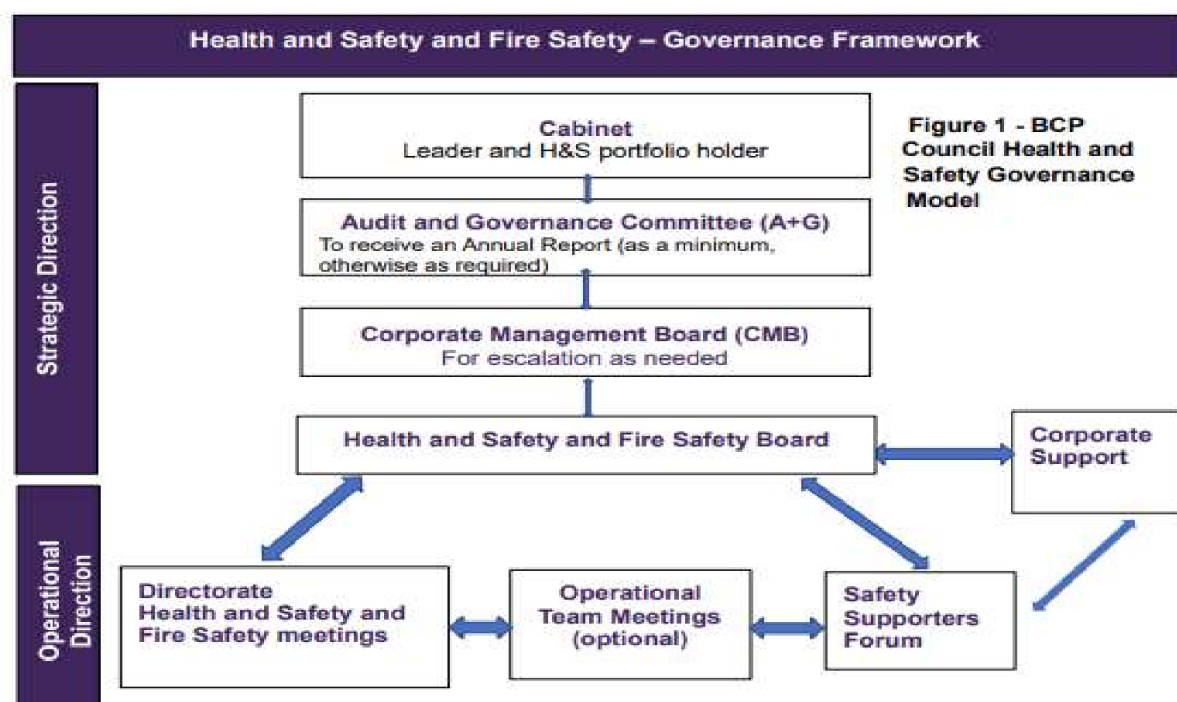 Health and Safety and Fire Safety – Governance Framework
Strategic Direction
Cabinet
Leader and H&S portfolio holder
Figure 1 - BCP
Council Health and
Safety Governance
Model
Audit and Governance Committee (A+G)
To receive an Annual Report (as a minimum,
otherwise as required)
Corporate Management Board (CMB)
For escalation as needed
Health and Safety and Fire Safety Board
Corporate
Support
Operational
Direction
Directorate
Health and Safety and
Fire Safety meetings
Operational
Team Meetings
(optional)
Safety
Supporters
Forum